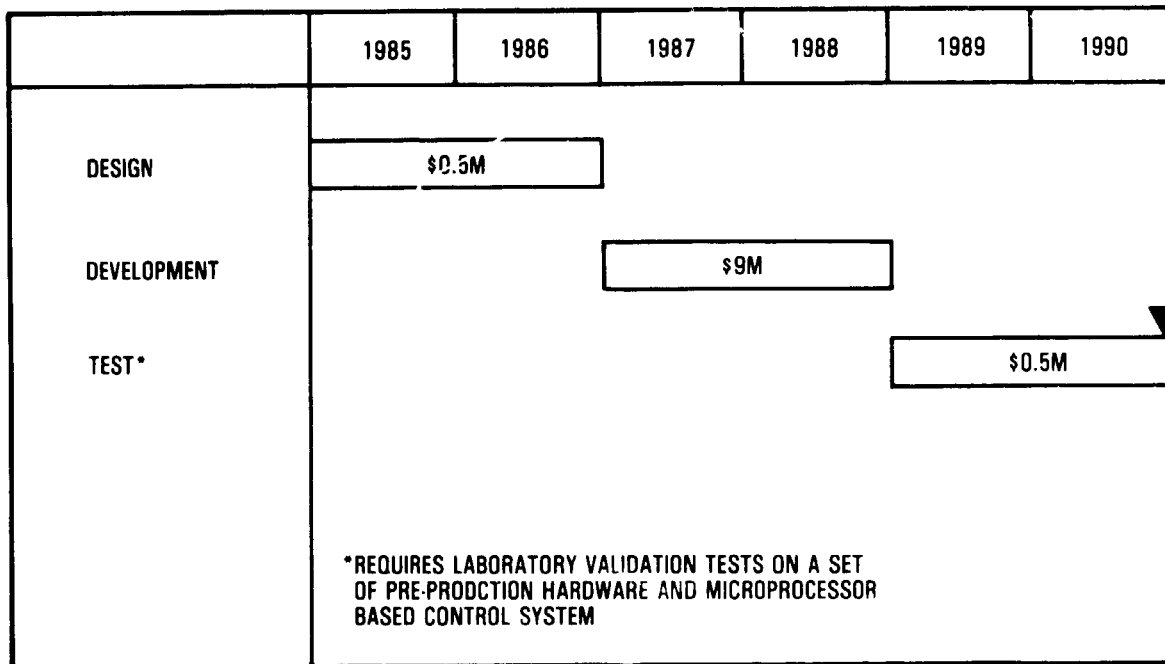 1985 1986 1987 1988 1989 1990
DESIGN $0.5M
DEVELOPMENT $9M
TEST* $0.5M
*REQUIRES LABORATORY VALIDATION TESTS ON A SET
OF PRE-PRODCTION HARDWARE AND MICROPROCESSOR
BASED CONTROL SYSTEM